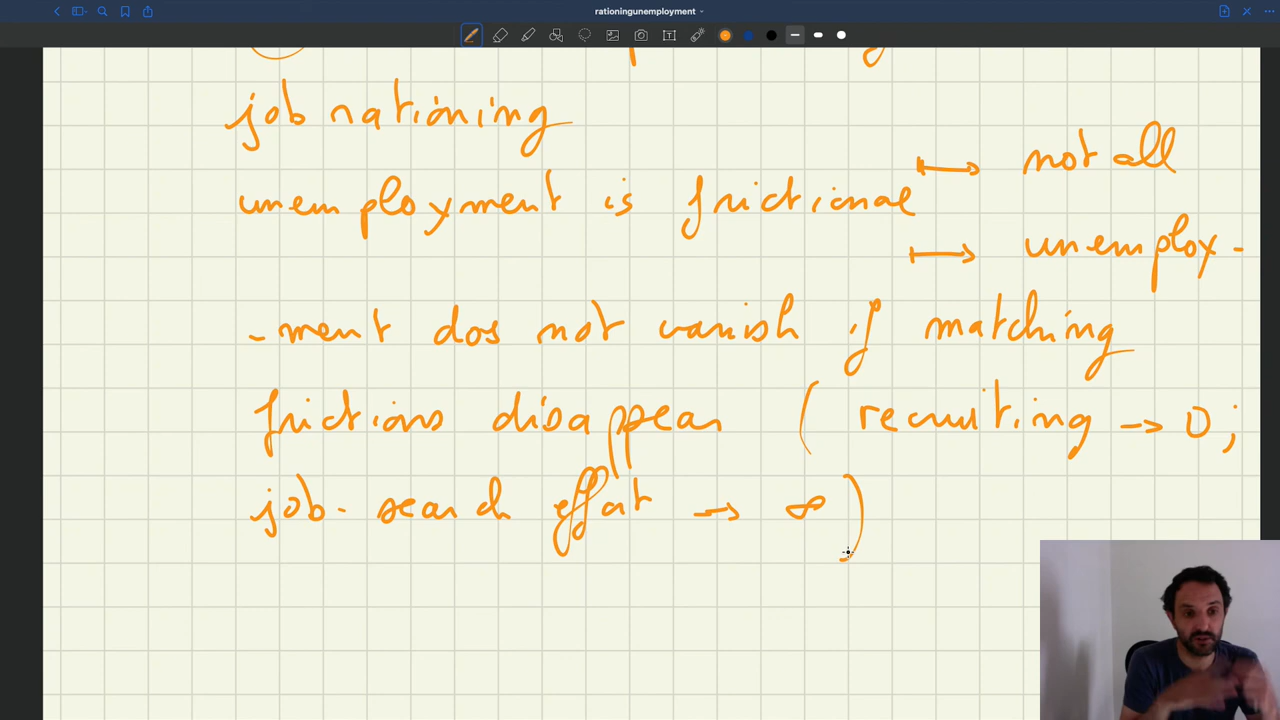 rationingunemployment
job rationing
not all
unemployment is frictional
unemploy-
-ment dos not vanish if matching
frictions disappear ( recruiting → 0;
job-search effort → ∞ )